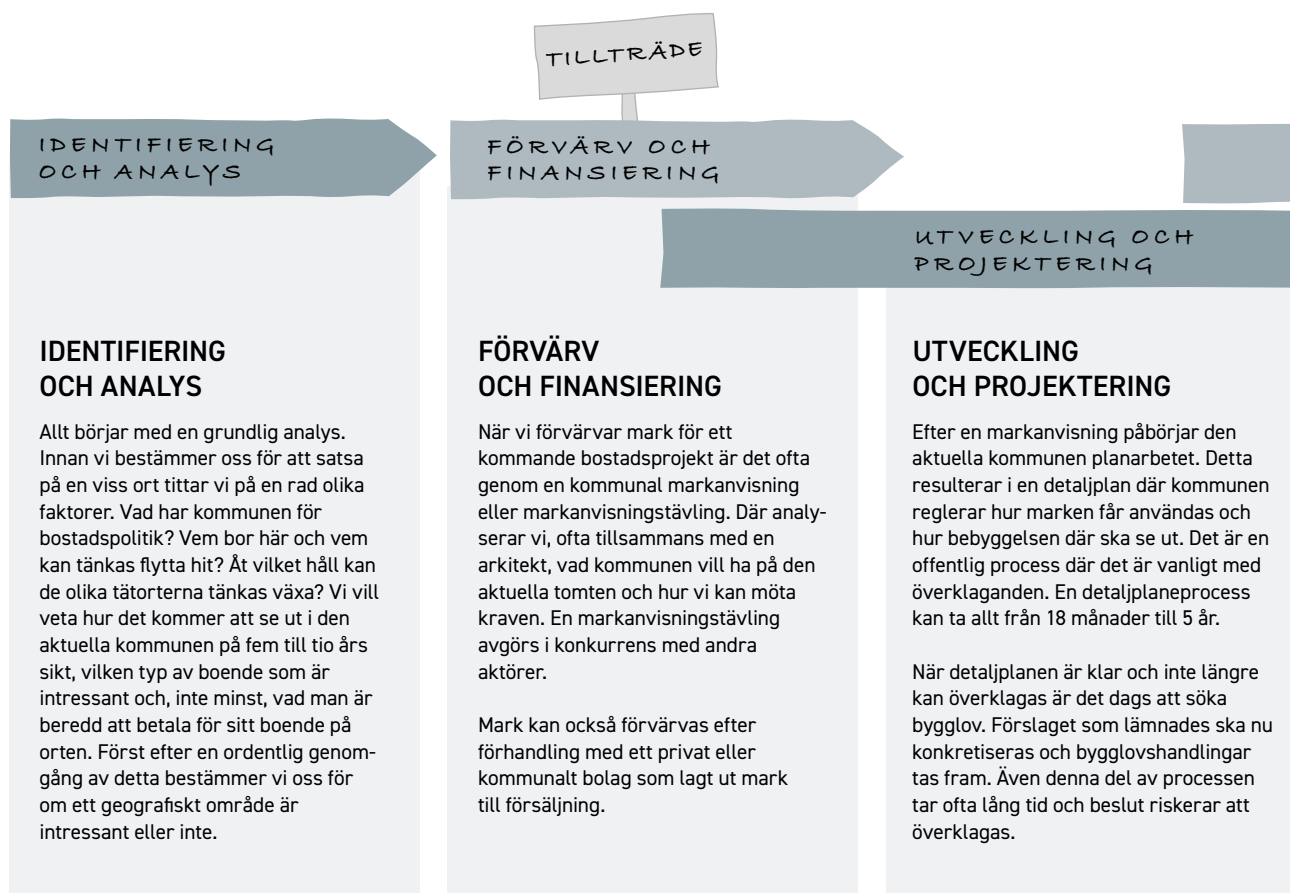 TILLTRÄDE
IDENTIFIERING
OCH ANALYS
FÖRVÄRV OCH
FINANSIERING
UTVECKLING OCH
PROJEKTERING
IDENTIFIERING
OCH ANALYS
Allt börjar med en grundlig analys.
Innan vi bestämmer oss för att satsa
på en viss ort tittar vi på en rad olika
faktorer. Vad har kommunen för
bostadspolitik? Vem bor här och vem
kan tänkas flytta hit? Åt vilket håll kan
de olika tätorterna tänkas växa? Vi vill
veta hur det kommer att se ut i den
aktuella kommunen på fem till tio års
sikt, vilken typ av boende som är
intressant och, inte minst, vad man är
beredd att betala för sitt boende på
orten. Först efter en ordentlig genom-
gång av detta bestämmer vi oss för
om ett geografiskt område är
intressant eller inte.
FÖRVÄRV
OCH FINANSIERING
När vi förvärvar mark för ett
kommande bostadsprojekt är det ofta
genom en kommunal markanvisning
eller markanvisningstävling. Där analy-
serar vi, ofta tillsammans med en
arkitekt, vad kommunen vill ha på den
aktuella tomten och hur vi kan möta
kraven. En markanvisningstävling
avgörs i konkurrens med andra
aktörer.
Mark kan också förvärvas efter
förhandling med ett privat eller
kommunalt bolag som lagt ut mark
till försäljning.
UTVECKLING
OCH PROJEKTERING
Efter en markanvisning påbörjar den
aktuella kommunen planarbetet. Detta
resulterar i en detaljplan där kommunen
reglerar hur marken får användas och
hur bebyggelsen där ska se ut. Det är en
offentlig process där det är vanligt med
överklaganden. En detaljplaneprocess
kan ta allt från 18 månader till 5 år.
När detaljplanen är klar och inte längre
kan överklagas är det dags att söka
bygglov. Förslaget som lämnades ska nu
konkretiseras och bygglovshandlingar
tas fram. Även denna del av processen
tar ofta lång tid och beslut riskerar att
överklagas.